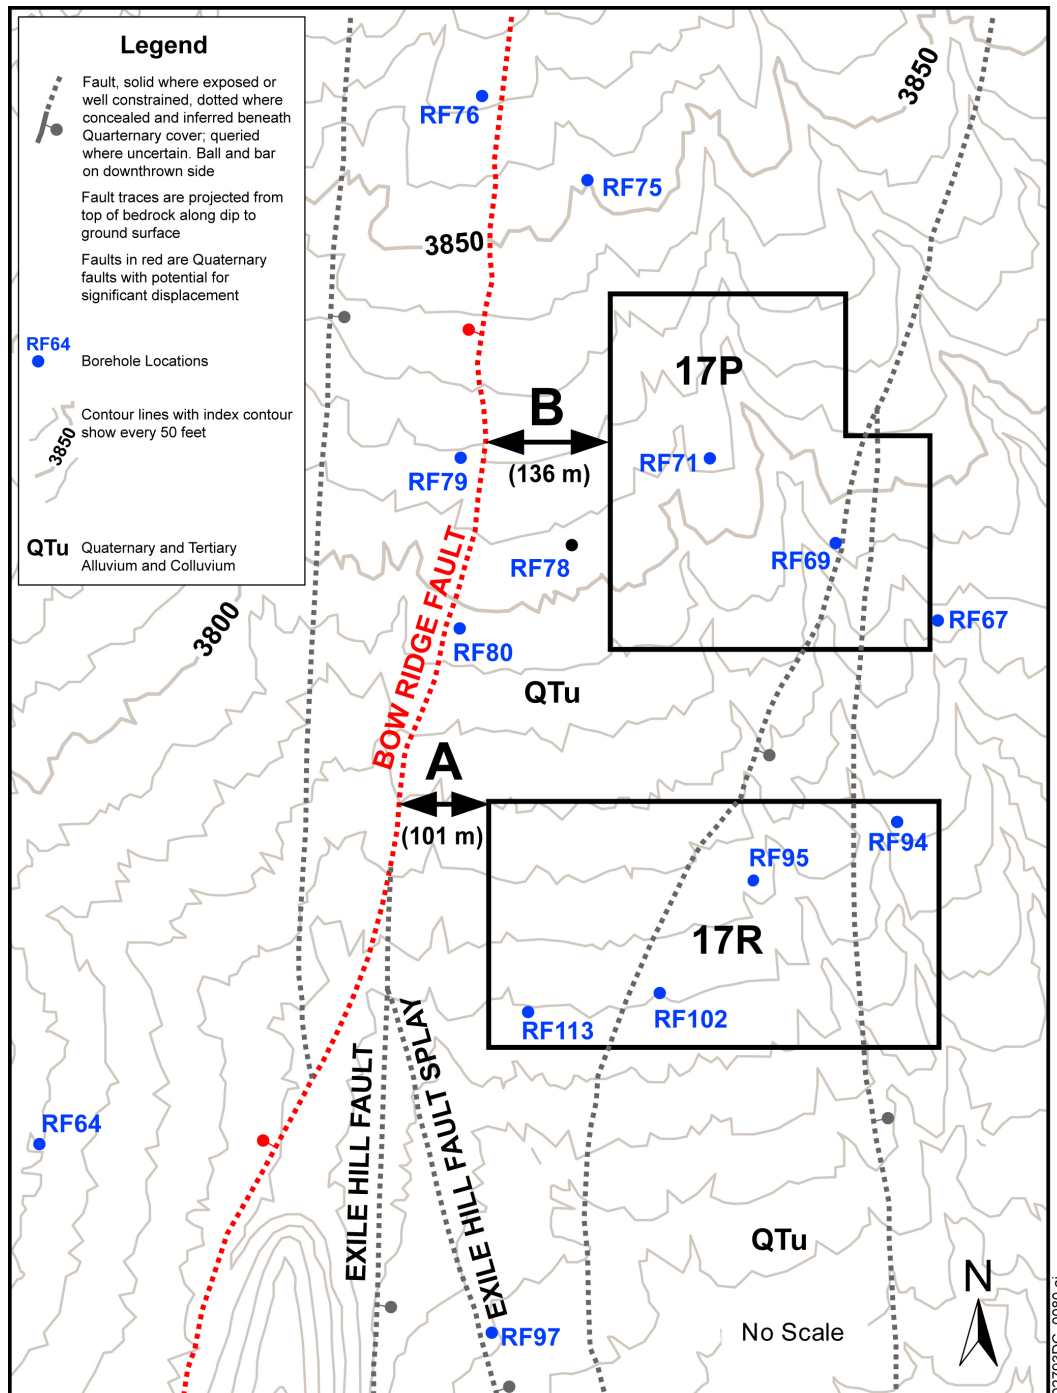 Legend
Fault, solid where exposed or
well constrained, dotted where
concealed and inferred beneath
Quarternary cover; queried
where uncertain. Ball and bar
on downthrown side
Fault traces are projected from
top of bedrock along dip to
ground surface
Faults in red are Quaternary
faults with potential for
significant displacement
RF64
Borehole Locations
Contour lines with index contour
show every 50 feet
3850
QTu
Quaternary and Tertiary
Alluvium and Colluvium
3850
RF76
RF75
3850
17P
B
(136 m)
RF79
RF71
RF78
RF69
BOW RIDGE FAULT
3800
RF67
RF80
QTu
A
(101 m)
RF94
RF95
17R
RF102
RF113
EXILE HILL FAULT
EXILE HILL FAULT SPLAY
RF64
QTu
N
No Scale
RF97